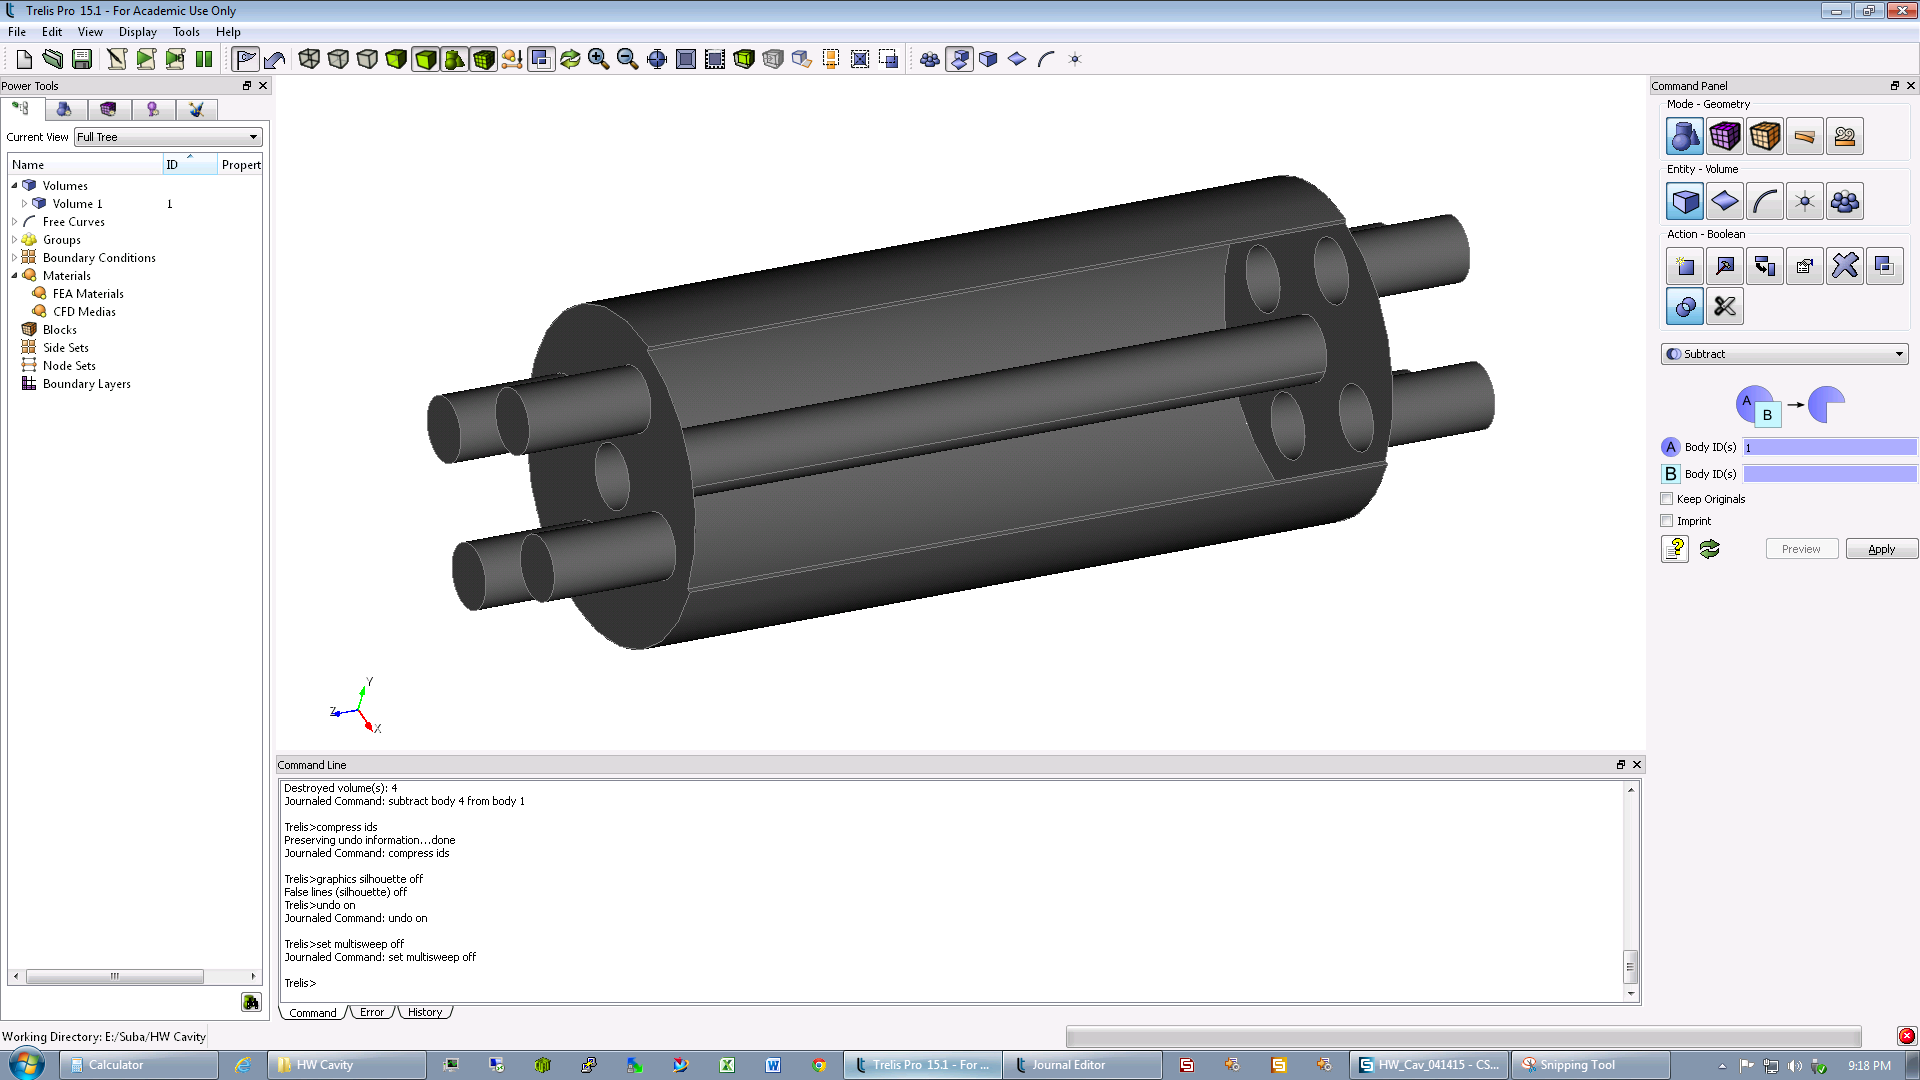 Trelis Pro 15.1 - For Academic Use Only
File Edit View Display Tools Help
Power Tools
Current View Full Tree
Name ID Propert
Volumes
Volume 1 1
Free Curves
Groups
Boundary Conditions
Materials
FEA Materials
CFD Medias
Blocks
Side Sets
Node Sets
Boundary Layers
Y
Z
X
Command Line
Destroyed volume(s): 4
Journaled Command: subtract body 4 from body 1
Trelis>compress ids
Preserving undo information...done
Journaled Command: compress ids
Trelis>graphics silhouette off
False lines (silhouette) off
Trelis>undo on
Journaled Command: undo on
Trelis>set multisweep off
Journaled Command: set multisweep off
Trelis>
Command Error History
Command Panel
Mode - Geometry
Entity - Volume
Action - Boolean
Subtract
A B
A Body ID(s) 1
B Body ID(s)
Keep Originals
Imprint
Preview Apply
Working Directory: E:/Suba/HW Cavity
Calculator HW Cavity Trelis Pro 15.1 - For ... Journal Editor HW_Cav_041415 - CS... Snipping Tool 9:18 PM